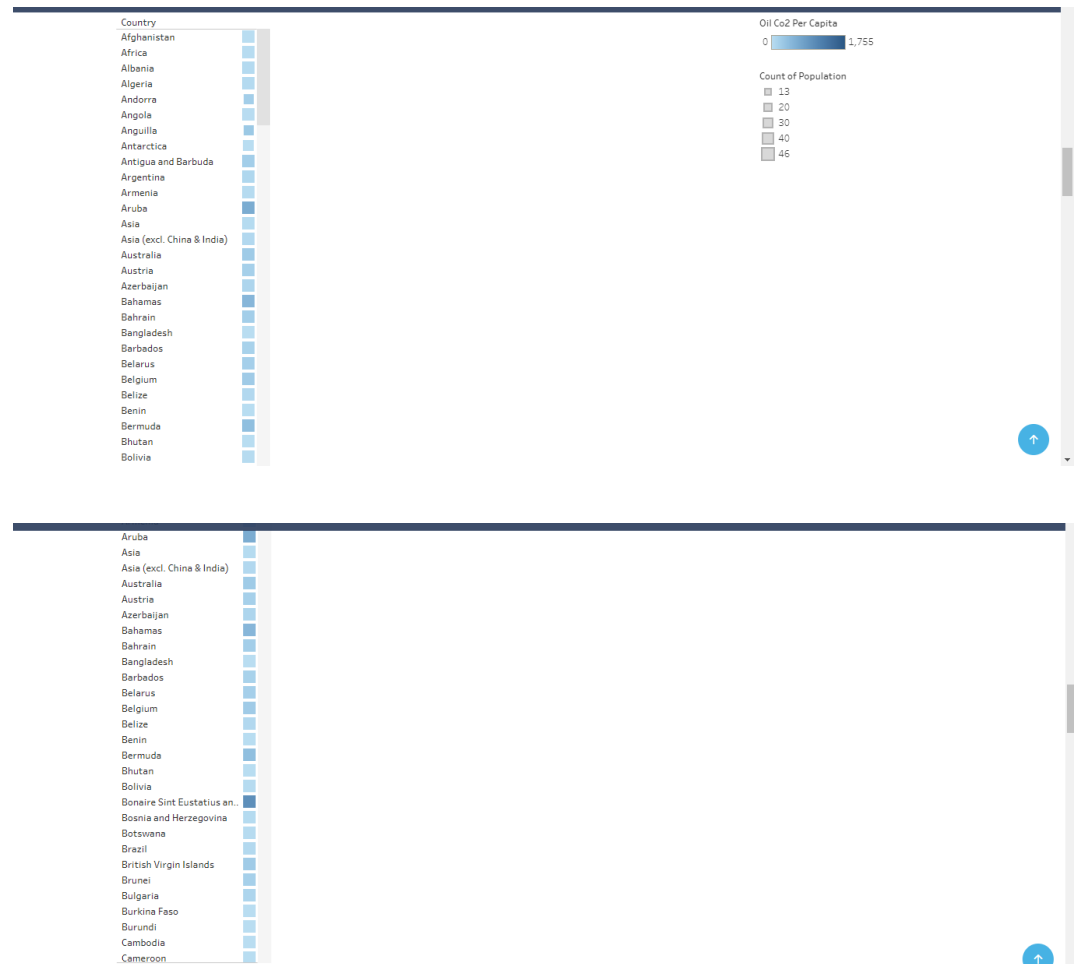 Country
Afghanistan
Africa
Albania
Algeria
Andorra
Angola
Anguilla
Antarctica
Antigua and Barbuda
Argentina
Armenia
Aruba
Asia
Asia (excl. China & India)
Australia
Austria
Azerbaijan
Bahamas
Bahrain
Bangladesh
Barbados
Belarus
Belgium
Belize
Benin
Bermuda
Bhutan
Bolivia
Oil Co2 Per Capita
0 1,755
Count of Population
13
20
30
40
46
Aruba
Asia
Asia (excl. China & India)
Australia
Austria
Azerbaijan
Bahamas
Bahrain
Bangladesh
Barbados
Belarus
Belgium
Belize
Benin
Bermuda
Bhutan
Bolivia
Bonaire Sint Eustatius an..
Bosnia and Herzegovina
Botswana
Brazil
British Virgin Islands
Brunei
Bulgaria
Burkina Faso
Burundi
Cambodia
Cameroon